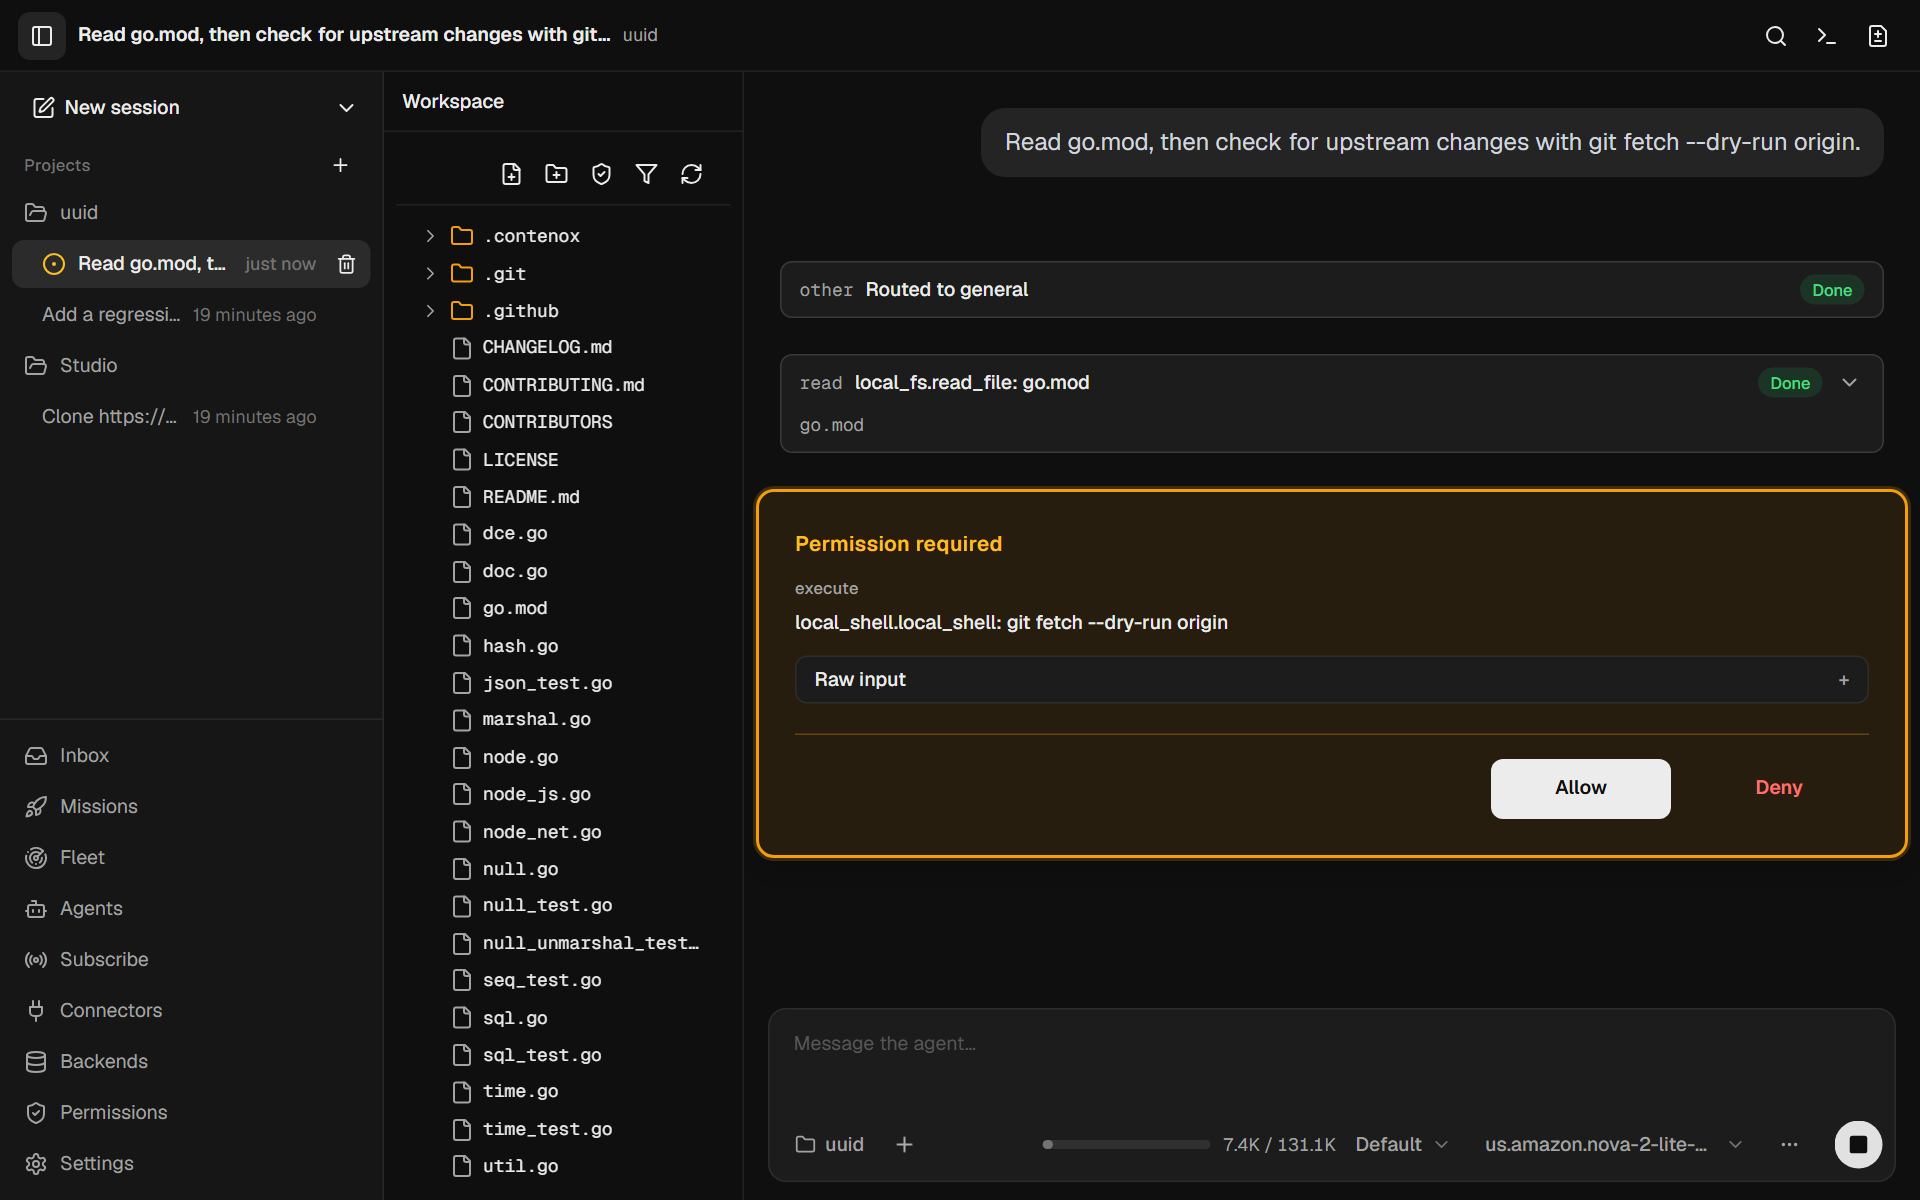 Read go.mod, then check for upstream changes with git... uuid
New session
Projects
uuid
Read go.mod, t... just now
Add a regressi... 19 minutes ago
Studio
Clone https://... 19 minutes ago
Inbox
Missions
Fleet
Agents
Subscribe
Connectors
Backends
Permissions
Settings
Workspace
.contenox
.git
.github
CHANGELOG.md
CONTRIBUTING.md
CONTRIBUTORS
LICENSE
README.md
dce.go
doc.go
go.mod
hash.go
json_test.go
marshal.go
node.go
node_js.go
node_net.go
null.go
null_test.go
null_unmarshal_test...
seq_test.go
sql.go
sql_test.go
time.go
time_test.go
util.go
Read go.mod, then check for upstream changes with git fetch --dry-run origin.
other Routed to general Done
read local_fs.read_file: go.mod Done
go.mod
Permission required
execute
local_shell.local_shell: git fetch --dry-run origin
Raw input +
Allow Deny
Message the agent...
uuid 7.4K / 131.1K Default us.amazon.nova-2-lite-...